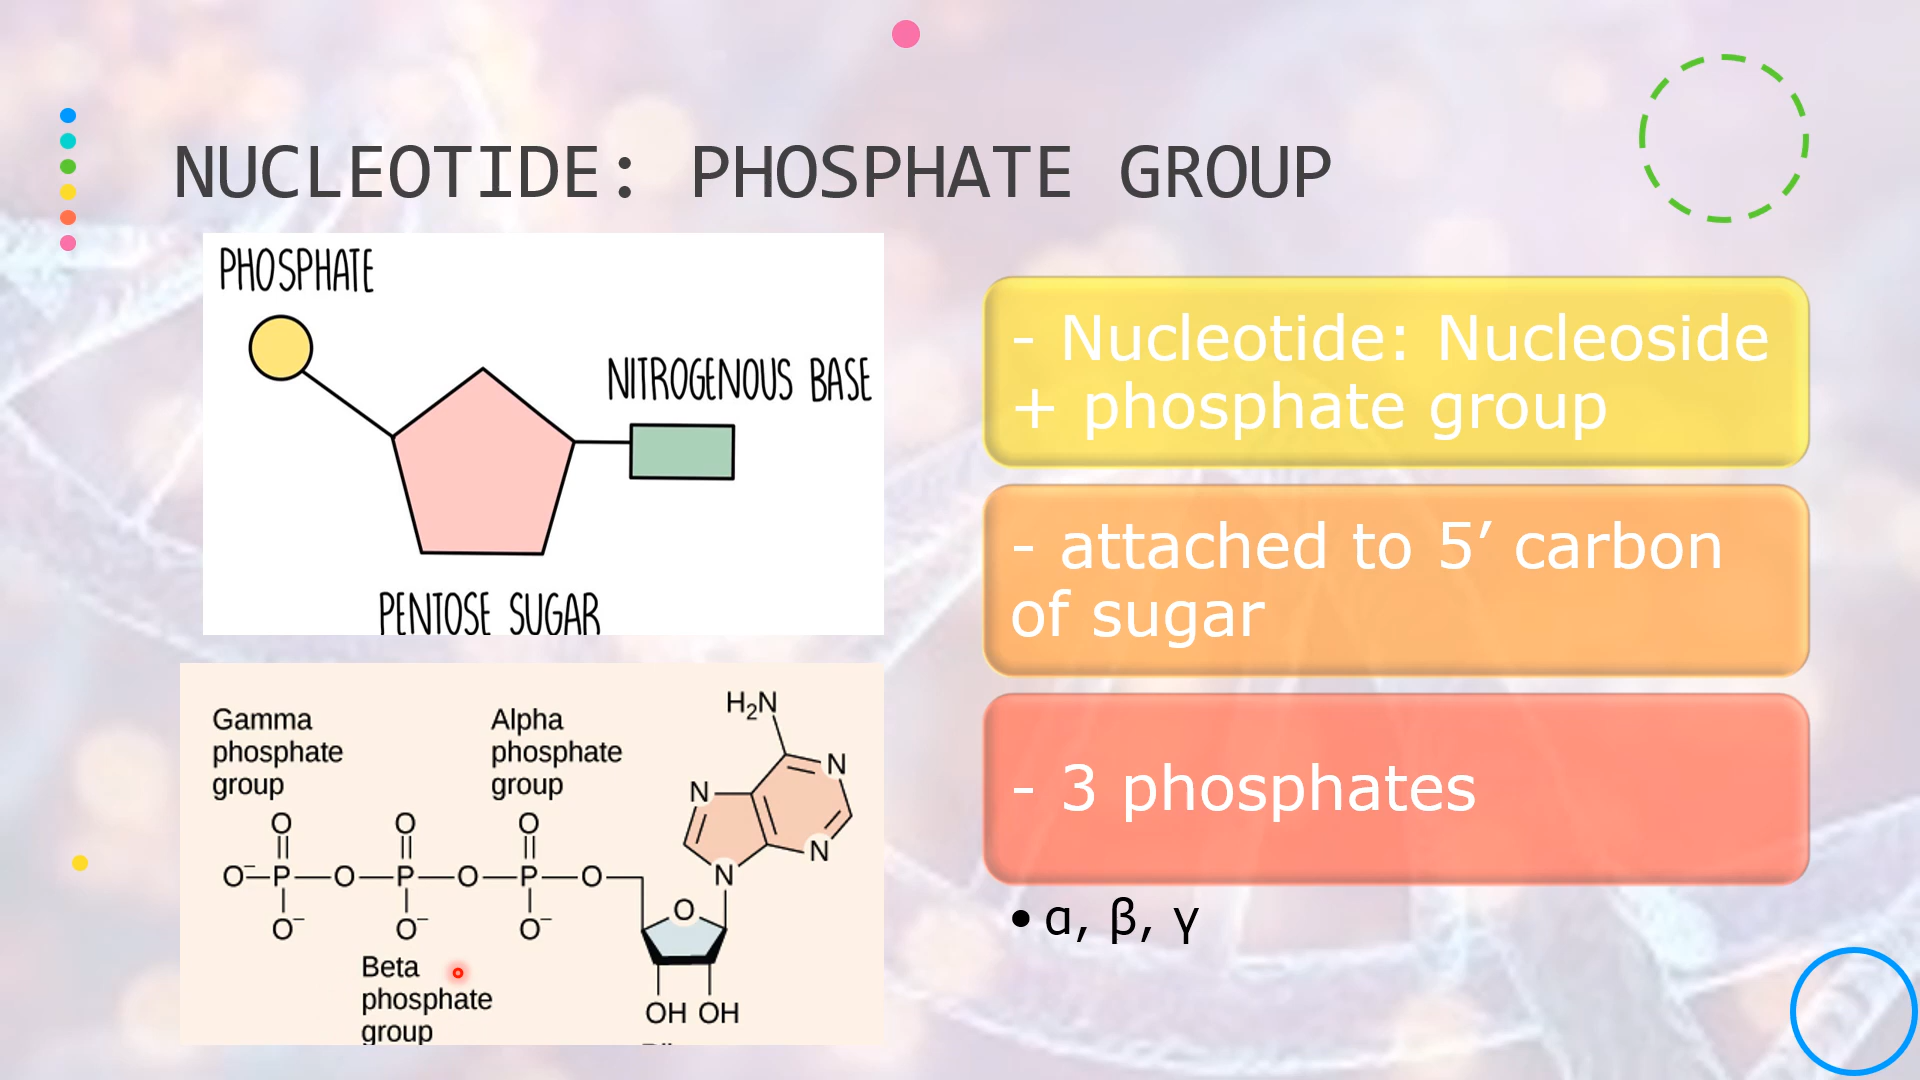 NUCLEOTIDE: PHOSPHATE GROUP
PHOSPHATE
NITROGENOUS BASE
PENTOSE SUGAR
- Nucleotide: Nucleoside
+ phosphate group
- attached to 5’ carbon
of sugar
- 3 phosphates
• α, β, γ
Gamma
phosphate
group
Alpha
phosphate
group
H₂N
N
N
N
N
O O O
O⁻ P O P O P O
O⁻ O⁻ O⁻
O
Beta
phosphate
group
OH OH